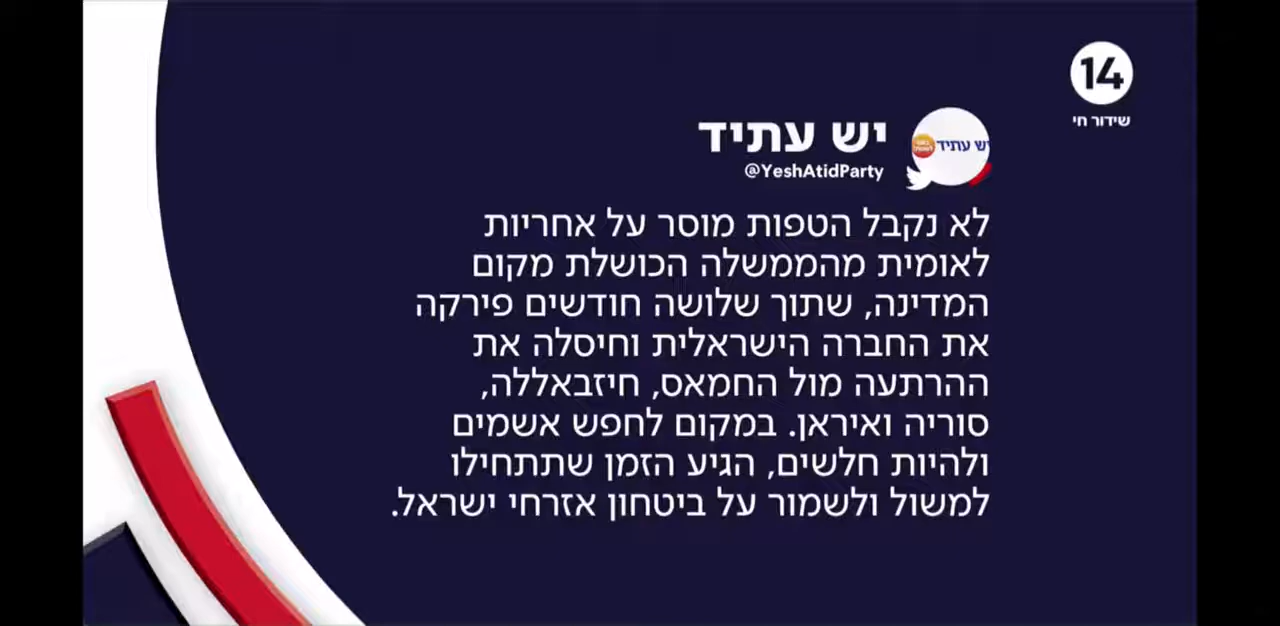 14
שידור חי
יש עתיד
יש עתיד
@YeshAtidParty
לא נקבל הטפות מוסר על אחריות
לאומית מהממשלה הכושלת מקום
המדינה, שתוך שלושה חודשים פירקה
את החברה הישראלית וחיסלה את
ההרתעה מול החמאס, חיזבאללה,
סוריה ואיראן. במקום לחפש אשמים
ולהיות חלשים, הגיע הזמן שתתחילו
למשול ולשמור על ביטחון אזרחי ישראל.